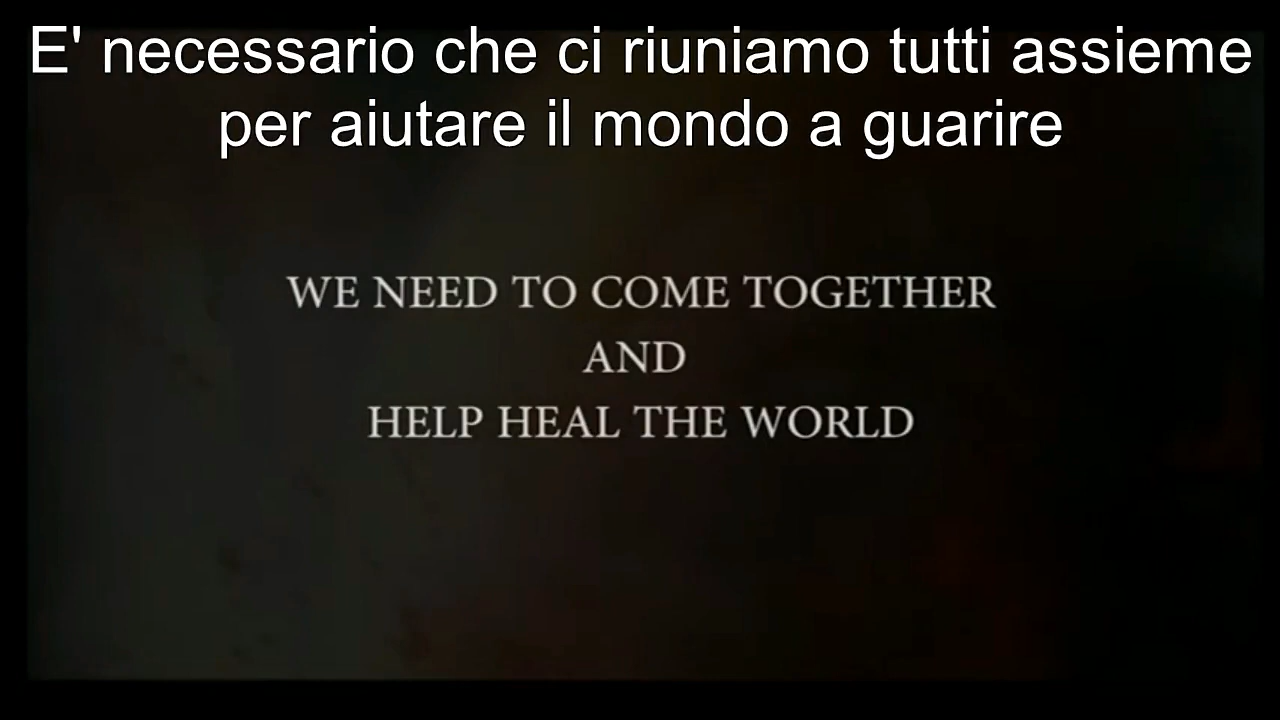 E' necessario che ci riuniamo tutti assieme
per aiutare il mondo a guarire
WE NEED TO COME TOGETHER
AND
HELP HEAL THE WORLD